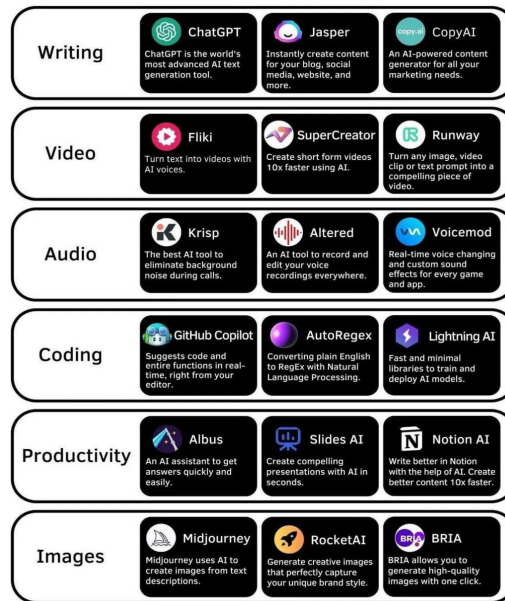 Writing
ChatGPT
ChatGPT is the world's
most advanced AI text
generation tool.
Jasper
Instantly create content
for your blog, social
media, website, and
more.
copy.ai
CopyAI
An AI-powered content
generator for all your
marketing needs.
Video
Fliki
Turn text into videos with
AI voices.
SuperCreator
Create short form videos
10x faster using AI.
Runway
Turn any image, video
clip or text prompt into a
compelling piece of
video.
Audio
Krisp
The best AI tool to
eliminate background
noise during calls.
Altered
An AI tool to record and
edit your voice
recordings everywhere.
Voicemod
Real-time voice changing
and custom sound
effects for every game
and app.
Coding
GitHub Copilot
Suggests code and
entire functions in real-
time, right from your
editor.
AutoRegex
Converting plain English
to RegEx with Natural
Language Processing.
Lightning AI
Fast and minimal
libraries to train and
deploy AI models.
Productivity
Albus
An AI assistant to get
answers quickly and
easily.
Slides AI
Create compelling
presentations with AI in
seconds.
N
Notion AI
Write better in Notion
with the help of AI. Create
better content 10x faster.
Images
Midjourney
Midjourney uses AI to
create images from text
descriptions.
RocketAI
Generate creative images
that perfectly capture
your unique brand style.
BRIA
BRIA
BRIA allows you to
generate high-quality
images with one click.